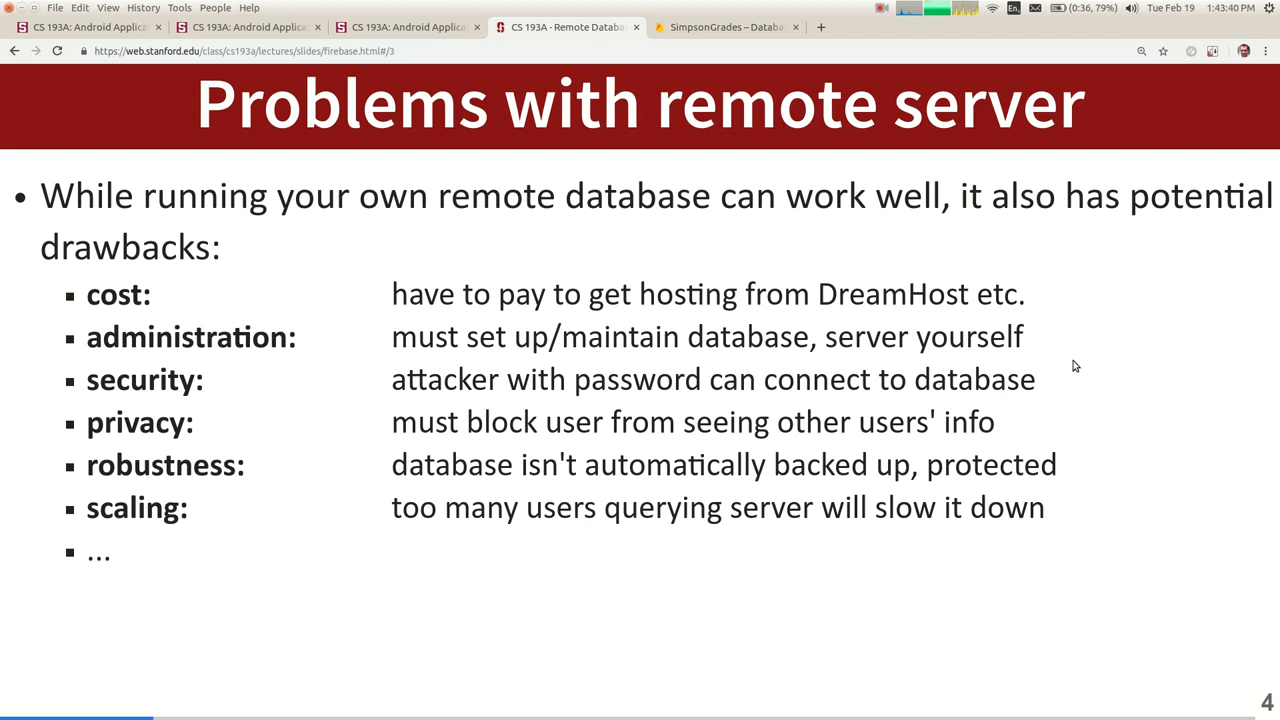 File Edit View History Tools People Help
En (0:36, 79%) Tue Feb 19 1:43:40 PM
CS 193A: Android Applica × CS 193A: Android Applica × CS 193A: Android Applica × CS 193A - Remote Databa × SimpsonGrades – Databa × +
https://web.stanford.edu/class/cs193a/lectures/slides/firebase.html#/3
Problems with remote server
• While running your own remote database can work well, it also has potential
drawbacks:
▪ cost: have to pay to get hosting from DreamHost etc.
▪ administration: must set up/maintain database, server yourself
▪ security: attacker with password can connect to database
▪ privacy: must block user from seeing other users' info
▪ robustness: database isn't automatically backed up, protected
▪ scaling: too many users querying server will slow it down
▪ ...
4